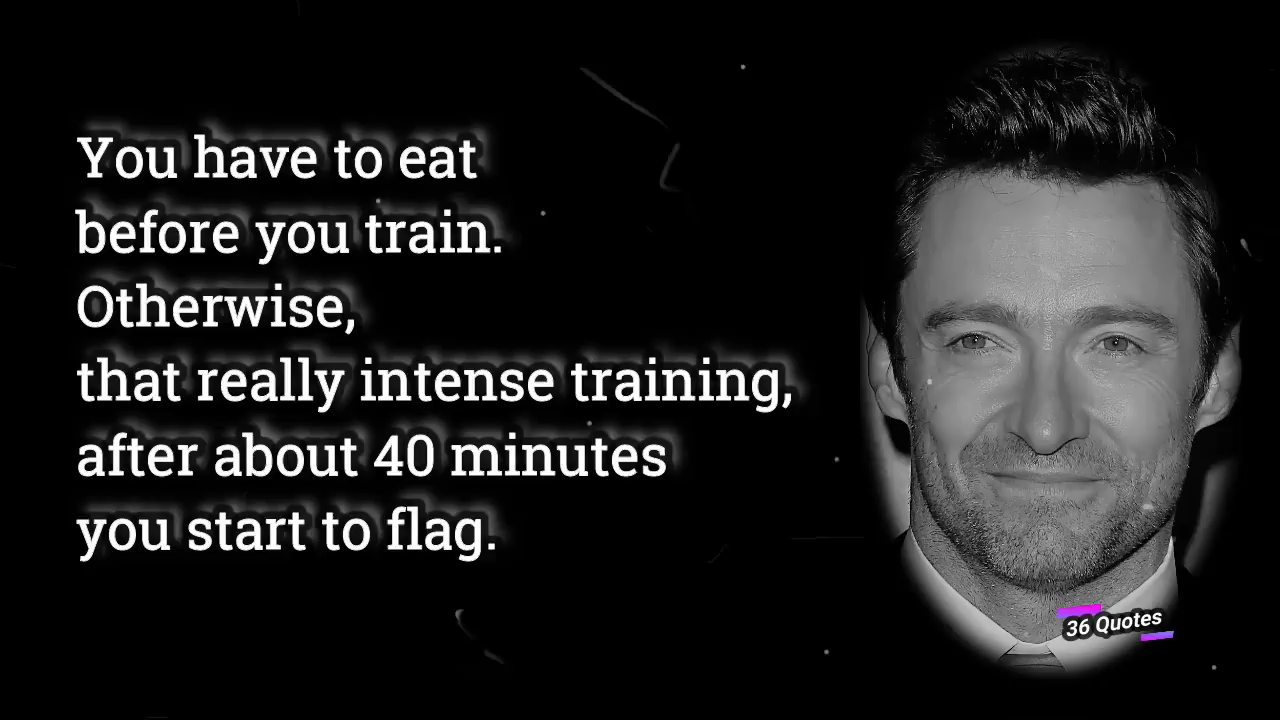 You have to eat
before you train.
Otherwise,
that really intense training,
after about 40 minutes
you start to flag.
36 Quotes